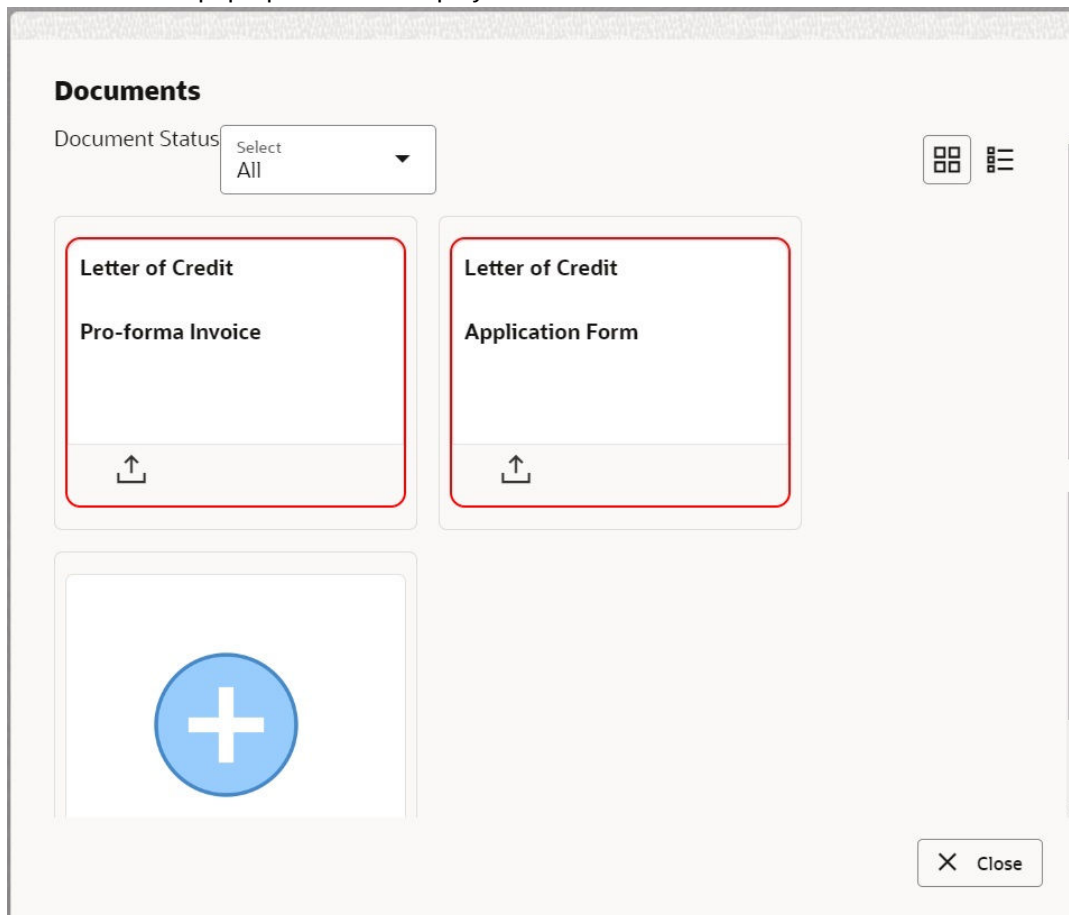 Documents
Document Status
Select
All
Letter of Credit
Pro-forma Invoice
Letter of Credit
Application Form
Close